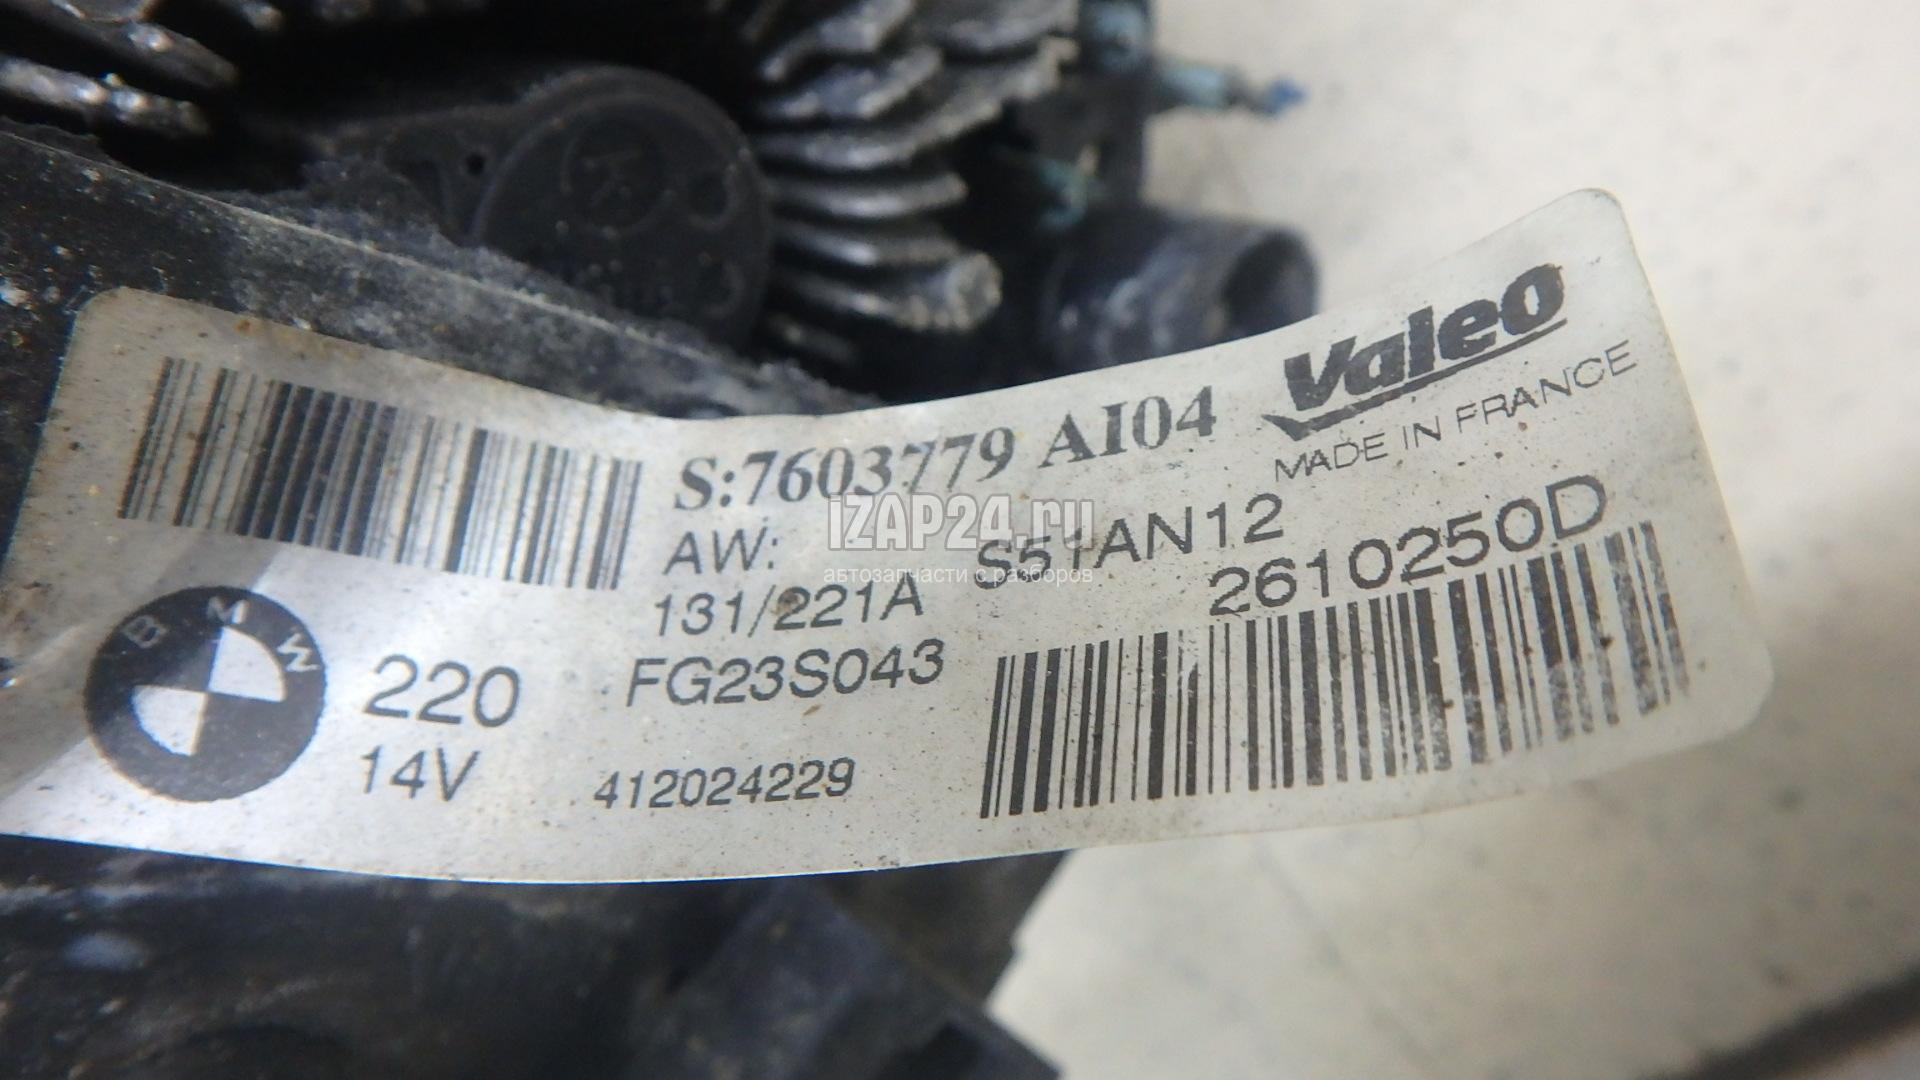 Valeo
MADE IN FRANCE
S:7603779 AI04
AW: S51AN12
131/221A 2610250D
FG23S043
BMW
220
14V
412024229
iZAP24.ru
автозапчасти с разборов